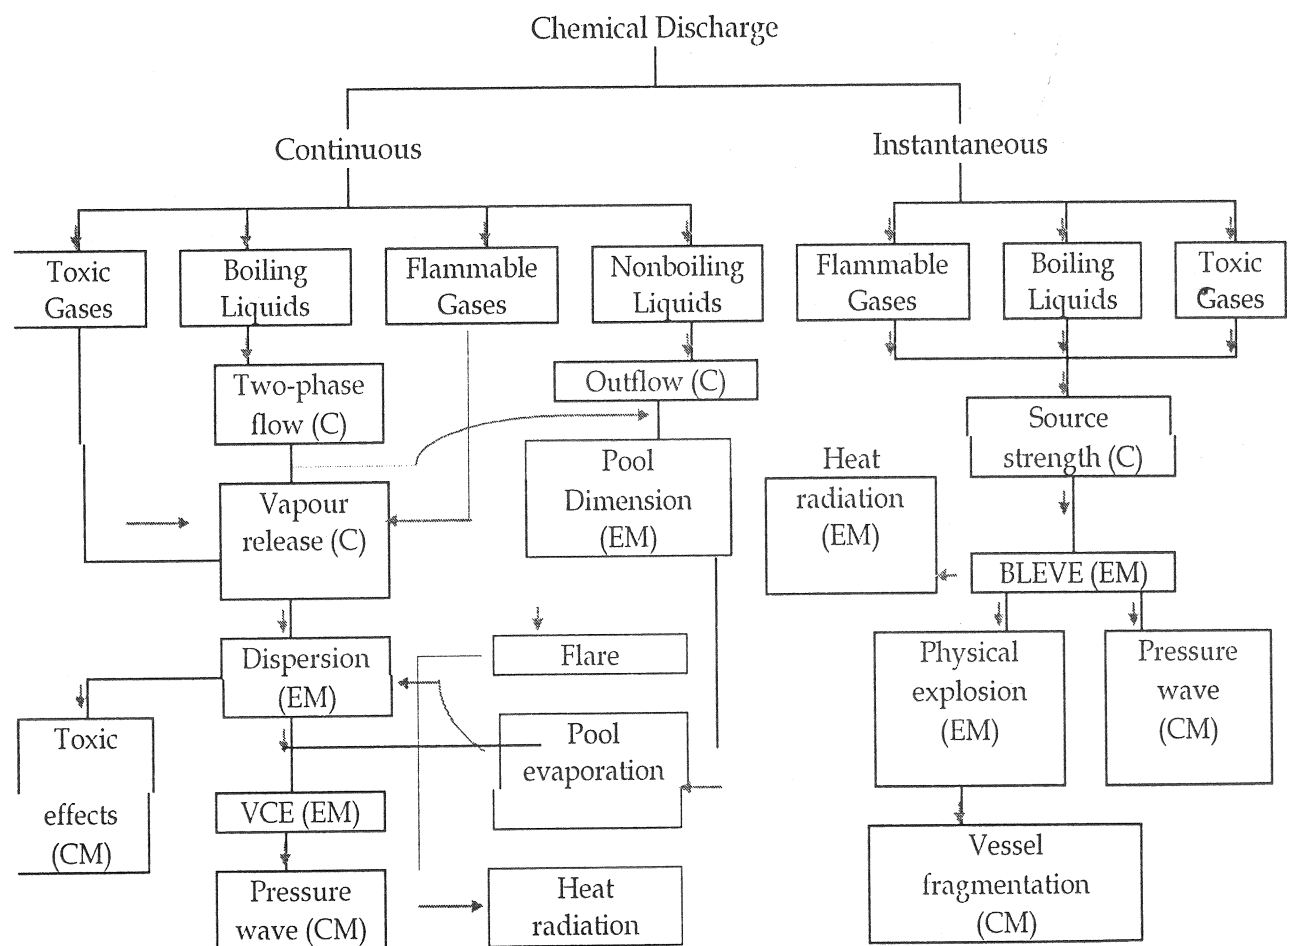 Chemical Discharge
Continuous
Instantaneous
Toxic
Gases
Boiling
Liquids
Flammable
Gases
Nonboiling
Liquids
Flammable
Gases
Boiling
Liquids
Toxic
Gases
Two-phase
flow (C)
Outflow (C)
Source
strength (C)
Vapour
release (C)
Pool
Dimension
(EM)
Heat
radiation
(EM)
BLEVE (EM)
Dispersion
(EM)
Flare
Physical
explosion
(EM)
Pressure
wave
(CM)
Toxic
effects
(CM)
Pool
evaporation
VCE (EM)
Vessel
fragmentation
(CM)
Pressure
wave (CM)
Heat
radiation